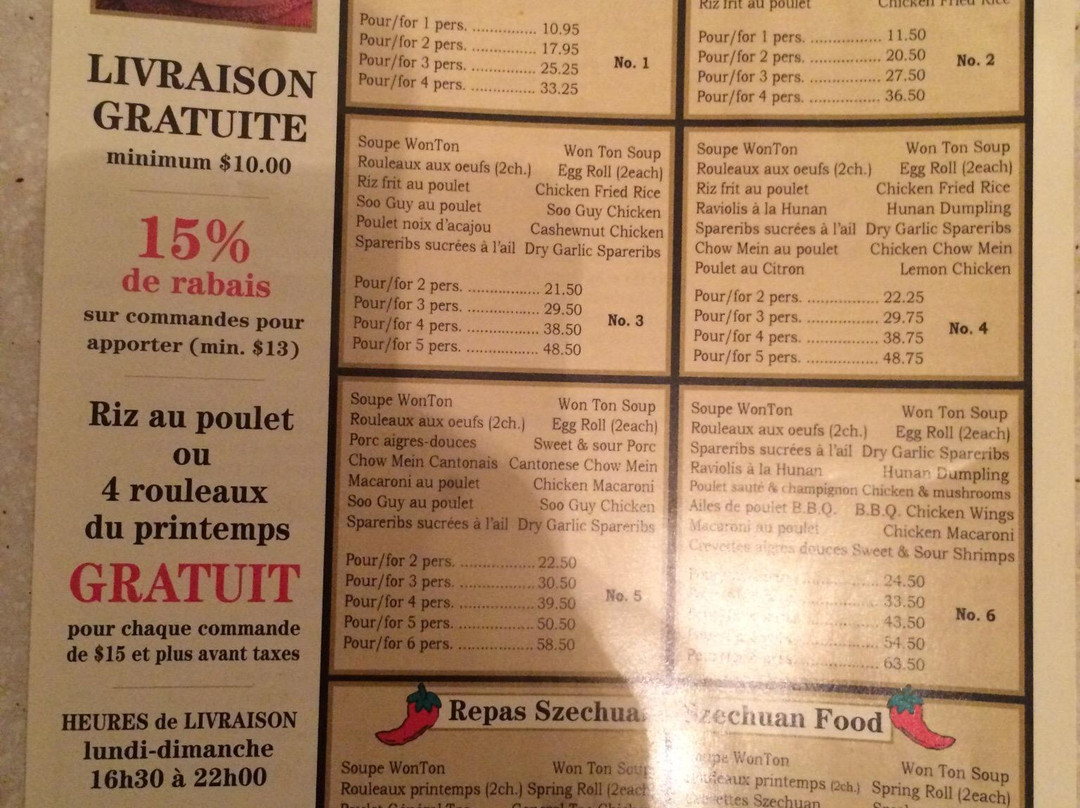 LIVRAISON
GRATUITE
minimum $10.00
15%
de rabais
sur commandes pour
apporter (min. $13)
Riz au poulet
ou
4 rouleaux
du printemps
GRATUIT
pour chaque commande
de $15 et plus avant taxes
HEURES de LIVRAISON
lundi-dimanche
16h30 à 22h00
Pour/for 1 pers. ................ 10.95
Pour/for 2 pers. ................ 17.95
Pour/for 3 pers. ................ 25.25
Pour/for 4 pers. ................ 33.25
No. 1
Riz frit au poulet Chicken Fried Rice
Pour/for 1 pers. ................ 11.50
Pour/for 2 pers. ................ 20.50
Pour/for 3 pers. ................ 27.50
Pour/for 4 pers. ................ 36.50
No. 2
Soupe WonTon Won Ton Soup
Rouleaux aux oeufs (2ch.) Egg Roll (2each)
Riz frit au poulet Chicken Fried Rice
Soo Guy au poulet Soo Guy Chicken
Poulet noix d'acajou Cashewnut Chicken
Spareribs sucrées à l'ail Dry Garlic Spareribs
Pour/for 2 pers. ................ 21.50
Pour/for 3 pers. ................ 29.50
Pour/for 4 pers. ................ 38.50
Pour/for 5 pers. ................ 48.50
No. 3
Soupe WonTon Won Ton Soup
Rouleaux aux oeufs (2ch.) Egg Roll (2each)
Riz frit au poulet Chicken Fried Rice
Raviolis à la Hunan Hunan Dumpling
Spareribs sucrées à l'ail Dry Garlic Spareribs
Chow Mein au poulet Chicken Chow Mein
Poulet au Citron Lemon Chicken
Pour/for 2 pers. ................ 22.25
Pour/for 3 pers. ................ 29.75
Pour/for 4 pers. ................ 38.75
Pour/for 5 pers. ................ 48.75
No. 4
Soupe WonTon Won Ton Soup
Rouleaux aux oeufs (2ch.) Egg Roll (2each)
Porc aigres-douces Sweet & sour Porc
Chow Mein Cantonais Cantonese Chow Mein
Macaroni au poulet Chicken Macaroni
Soo Guy au poulet Soo Guy Chicken
Spareribs sucrées à l'ail Dry Garlic Spareribs
Pour/for 2 pers. ................ 22.50
Pour/for 3 pers. ................ 30.50
Pour/for 4 pers. ................ 39.50
Pour/for 5 pers. ................ 50.50
Pour/for 6 pers. ................ 58.50
No. 5
Soupe WonTon Won Ton Soup
Rouleaux aux oeufs (2ch.) Egg Roll (2each)
Spareribs sucrées à l'ail Dry Garlic Spareribs
Raviolis à la Hunan Hunan Dumpling
Poulet sauté & champignon Chicken & mushrooms
Ailes de poulet B.B.Q. B.B.Q. Chicken Wings
Macaroni au poulet Chicken Macaroni
Crevettes aigres douces Sweet & Sour Shrimps
24.50
33.50
43.50
54.50
63.50
No. 6
Repas Szechuan Szechuan Food
Soupe WonTon Won Ton Soup
Rouleaux printemps (2ch.) Spring Roll (2each)
WonTon Won Ton Soup
printemps (2ch.) Spring Roll (2each)
Szechuan